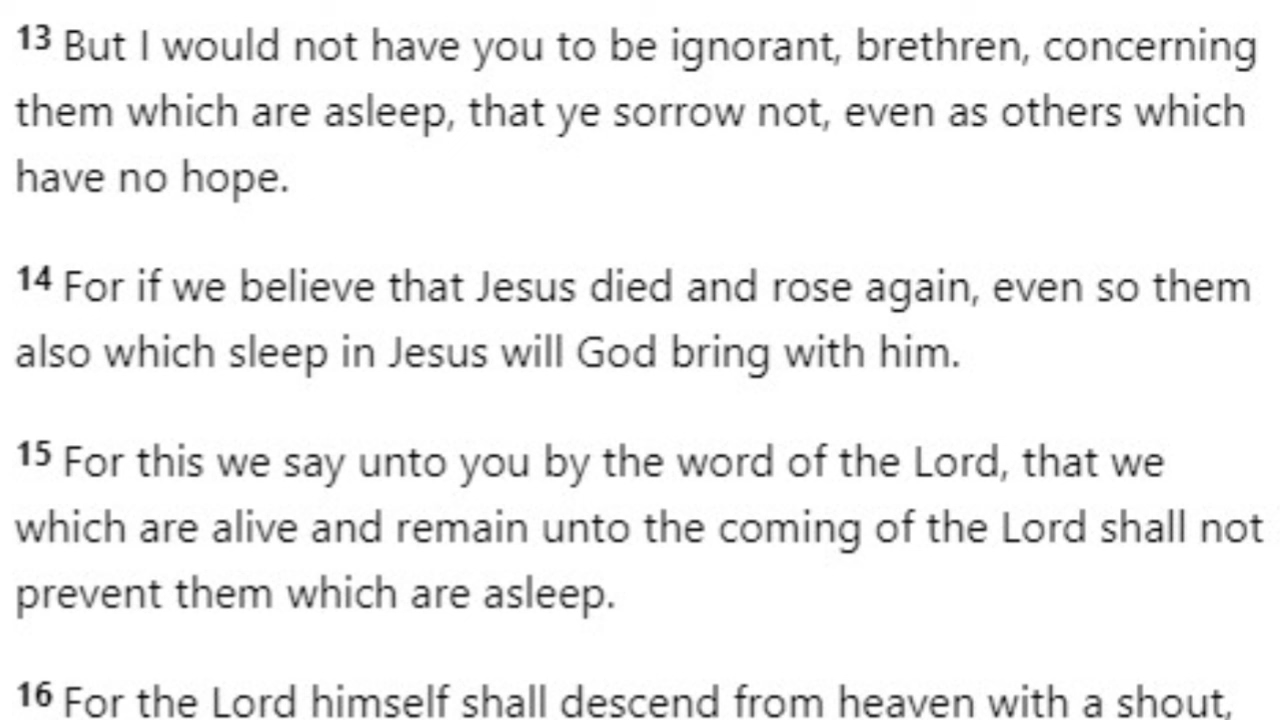 13 But I would not have you to be ignorant, brethren, concerning
them which are asleep, that ye sorrow not, even as others which
have no hope.
14 For if we believe that Jesus died and rose again, even so them
also which sleep in Jesus will God bring with him.
15 For this we say unto you by the word of the Lord, that we
which are alive and remain unto the coming of the Lord shall not
prevent them which are asleep.
16 For the Lord himself shall descend from heaven with a shout,